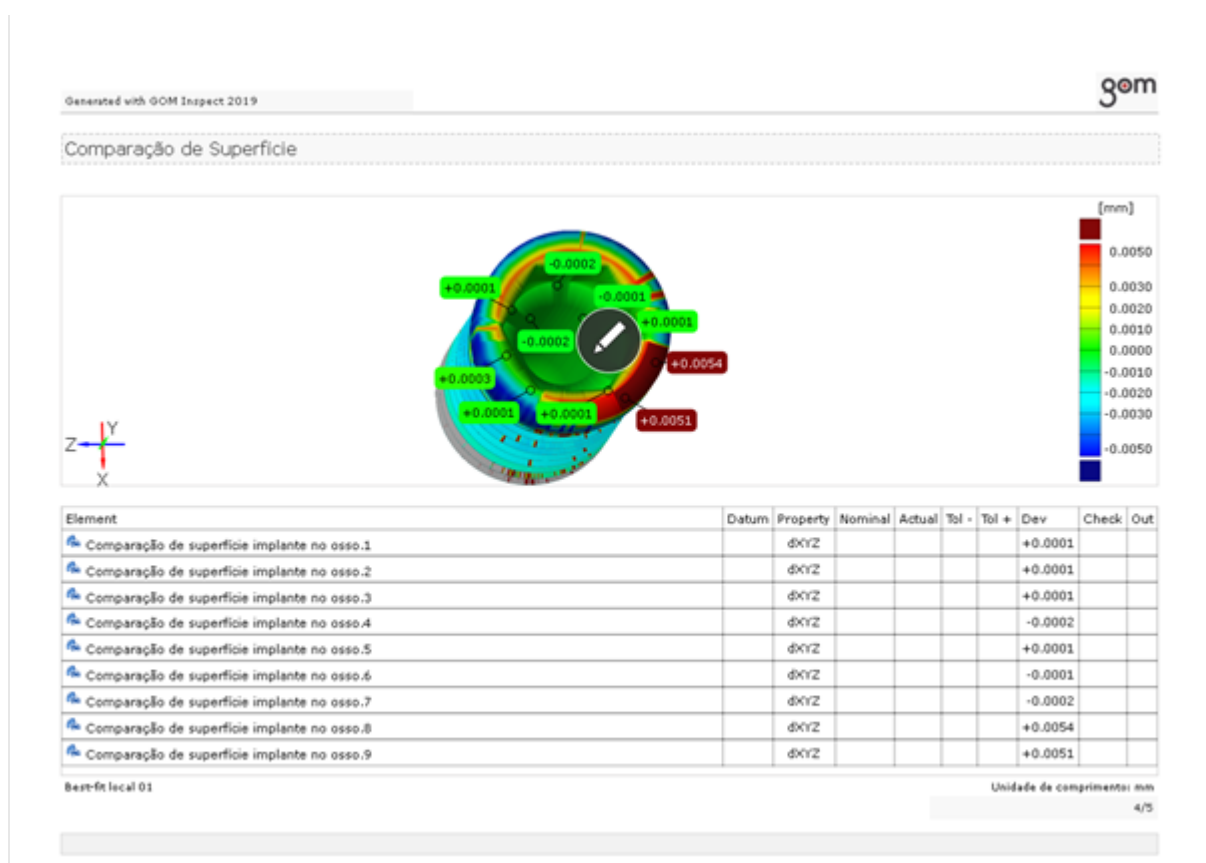 Generated with GOM Inspect 2019
gom
Comparação de Superfície
[mm]
0.0050
0.0030
0.0020
0.0010
0.0000
-0.0010
-0.0020
-0.0030
-0.0050
-0.0002
+0.0001
-0.0001
+0.0001
-0.0002
+0.0054
+0.0003
+0.0001
+0.0001
+0.0051
Y
Z
X
Element Datum Property Nominal Actual Tol - Tol + Dev Check Out
Comparação de superfície implante no osso.1 dXYZ +0.0001
Comparação de superfície implante no osso.2 dXYZ +0.0001
Comparação de superfície implante no osso.3 dXYZ +0.0001
Comparação de superfície implante no osso.4 dXYZ -0.0002
Comparação de superfície implante no osso.5 dXYZ +0.0001
Comparação de superfície implante no osso.6 dXYZ -0.0001
Comparação de superfície implante no osso.7 dXYZ -0.0002
Comparação de superfície implante no osso.8 dXYZ +0.0054
Comparação de superfície implante no osso.9 dXYZ +0.0051
Best-fit local 01
Unidade de comprimento: mm
4/5